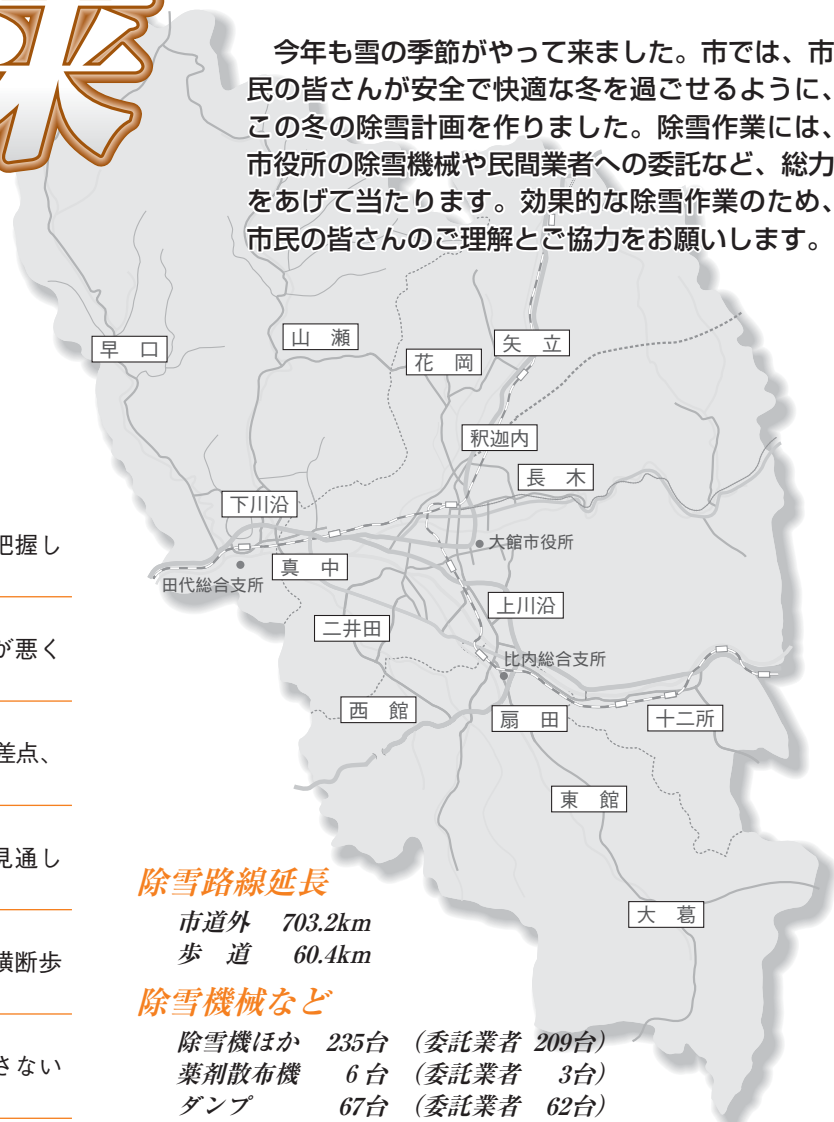 来
今年も雪の季節がやって来ました。市では、市
民の皆さんが安全で快適な冬を過ごせるように、
この冬の除雪計画を作りました。除雪作業には、
市役所の除雪機械や民間業者への委託など、総力
をあげて当たります。効果的な除雪作業のため、
市民の皆さんのご理解とご協力をお願いします。
早 口
山 瀬
花 岡
矢 立
釈迦内
長 木
下川沿
大館市役所
真 中
田代総合支所
上川沿
二井田
比内総合支所
西 館
扇 田
十二所
東 館
大 葛
把握し
が悪く
差点、
見通し
横断歩
さない
除雪路線延長
市道外 703.2km
歩 道 60.4km
除雪機械など
除雪機ほか 235台 （委託業者 209台）
薬剤散布機 6 台 （委託業者 3台）
ダンプ 67台 （委託業者 62台）